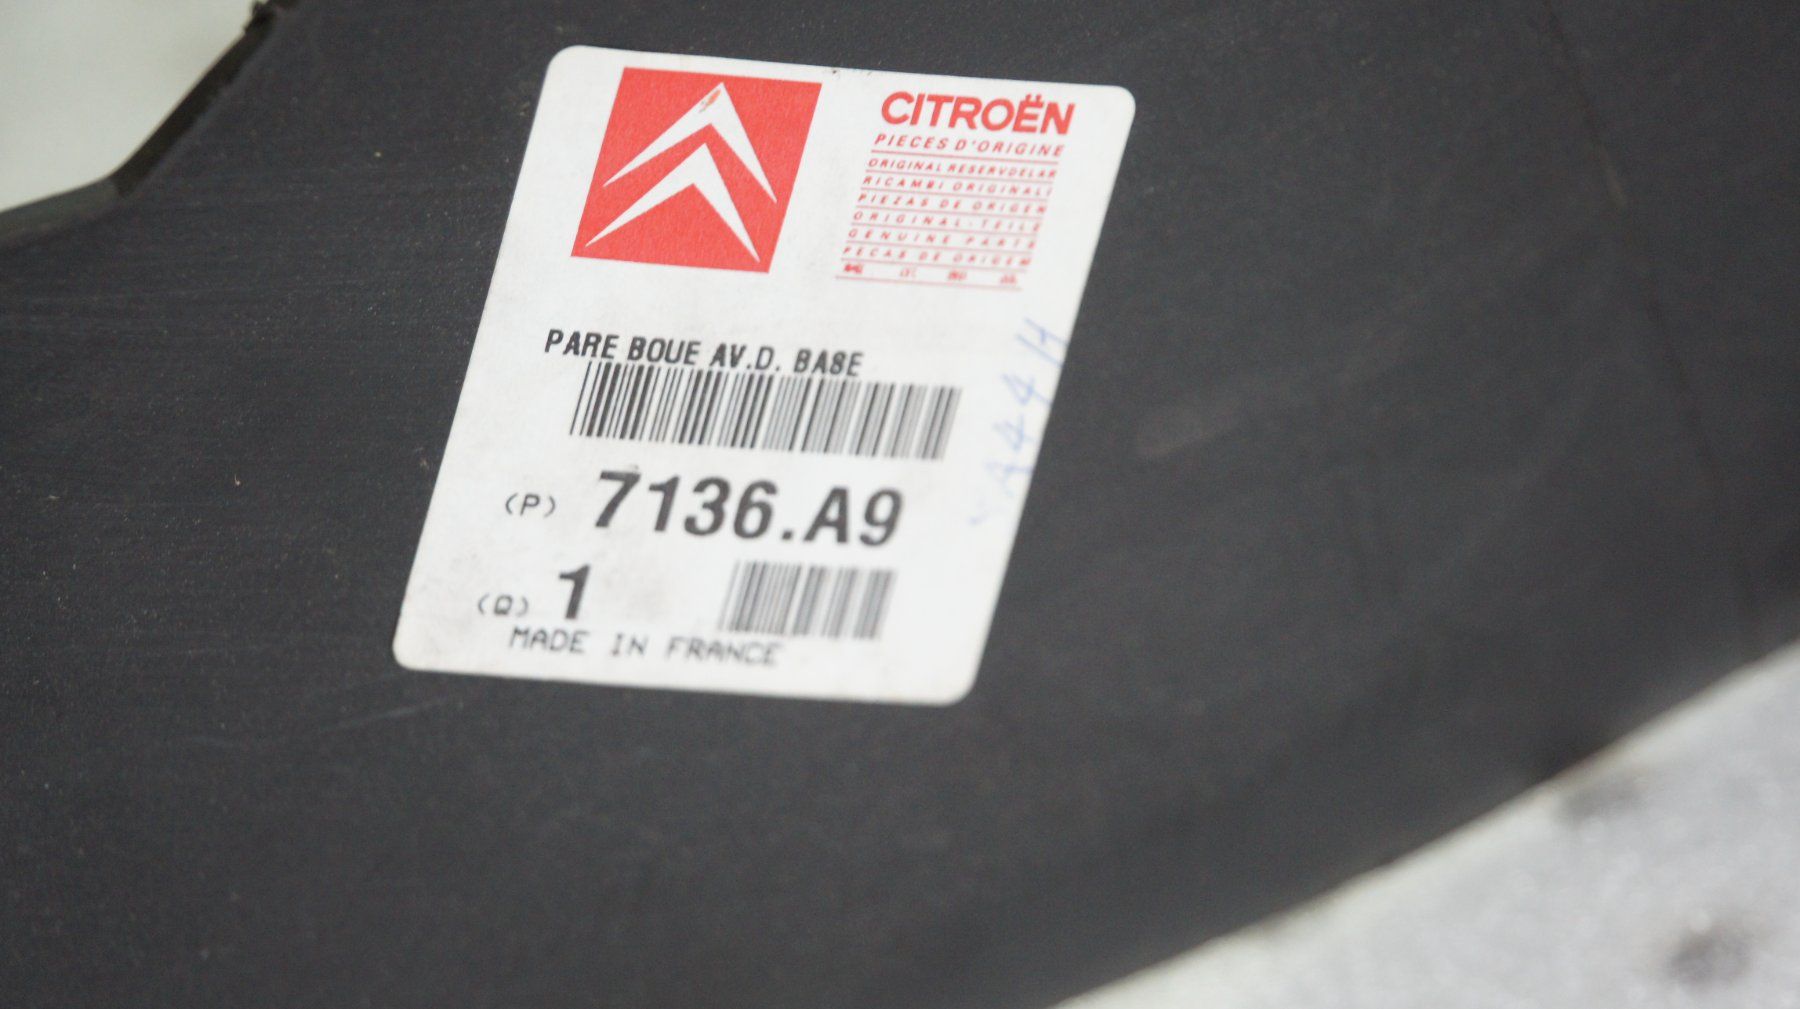 CITROËN
PIECES D'ORIGINE
ORIGINAL RESERVDELAR
RICAMBI ORIGINALI
PIEZAS DE ORIGEN
ORIGINAL-TEILE
GENUINE PARTS
PECAS DE ORIGEM
PARE BOUE AV.D. BASE
(P) 7136.A9
(Q) 1
MADE IN FRANCE